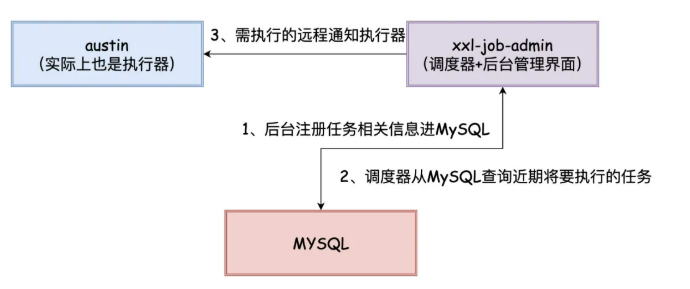 austin
（实际上也是执行器）
3、需执行的远程通知执行器
xxl-job-admin
（调度器+后台管理界面）
1、后台注册任务相关信息进MySQL
2、调度器从MySQL查询近期将要执行的任务
MYSQL